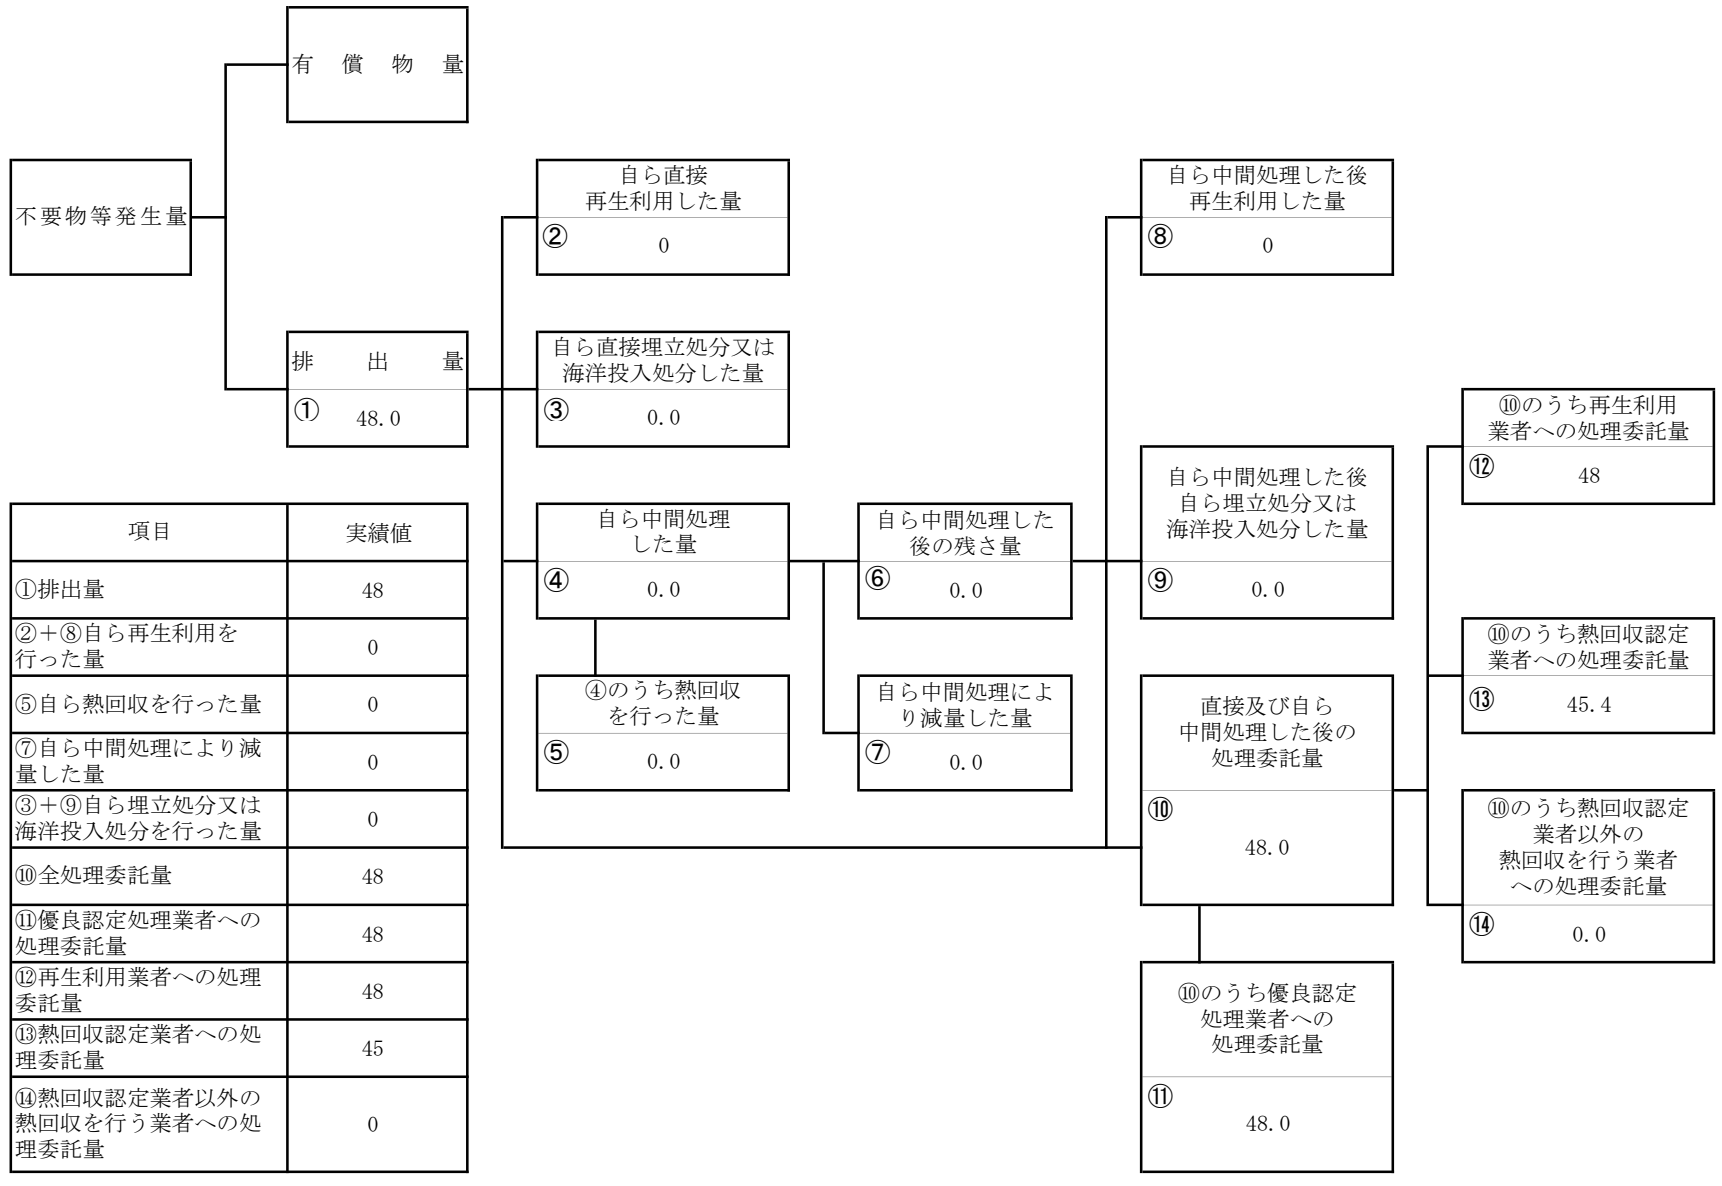 有償物量
不要物等発生量
排出量
①
48.0
自ら直接
再生利用した量
②
0
自ら直接埋立処分又は
海洋投入処分した量
③
0.0
自ら中間処理
した量
④
0.0
④のうち熱回収
を行った量
⑤
0.0
自ら中間処理した
後の残さ量
⑥
0.0
自ら中間処理によ
り減量した量
⑦
0.0
自ら中間処理した後
再生利用した量
⑧
0
自ら中間処理した後
自ら埋立処分又は
海洋投入処分した量
⑨
0.0
直接及び自ら
中間処理した後の
処理委託量
⑩
48.0
⑩のうち優良認定
処理業者への
処理委託量
⑪
48.0
⑩のうち再生利用
業者への処理委託量
⑫
48
⑩のうち熱回収認定
業者への処理委託量
⑬
45.4
⑩のうち熱回収認定
業者以外の
熱回収を行う業者
への処理委託量
⑭
0.0
項目 実績値
①排出量 48
②＋⑧自ら再生利用を
行った量 0
⑤自ら熱回収を行った量 0
⑦自ら中間処理により減
量した量 0
③＋⑨自ら埋立処分又は
海洋投入処分を行った量 0
⑩全処理委託量 48
⑪優良認定処理業者への
処理委託量 48
⑫再生利用業者への処理
委託量 48
⑬熱回収認定業者への処
理委託量 45
⑭熱回収認定業者以外の
熱回収を行う業者への処
理委託量 0